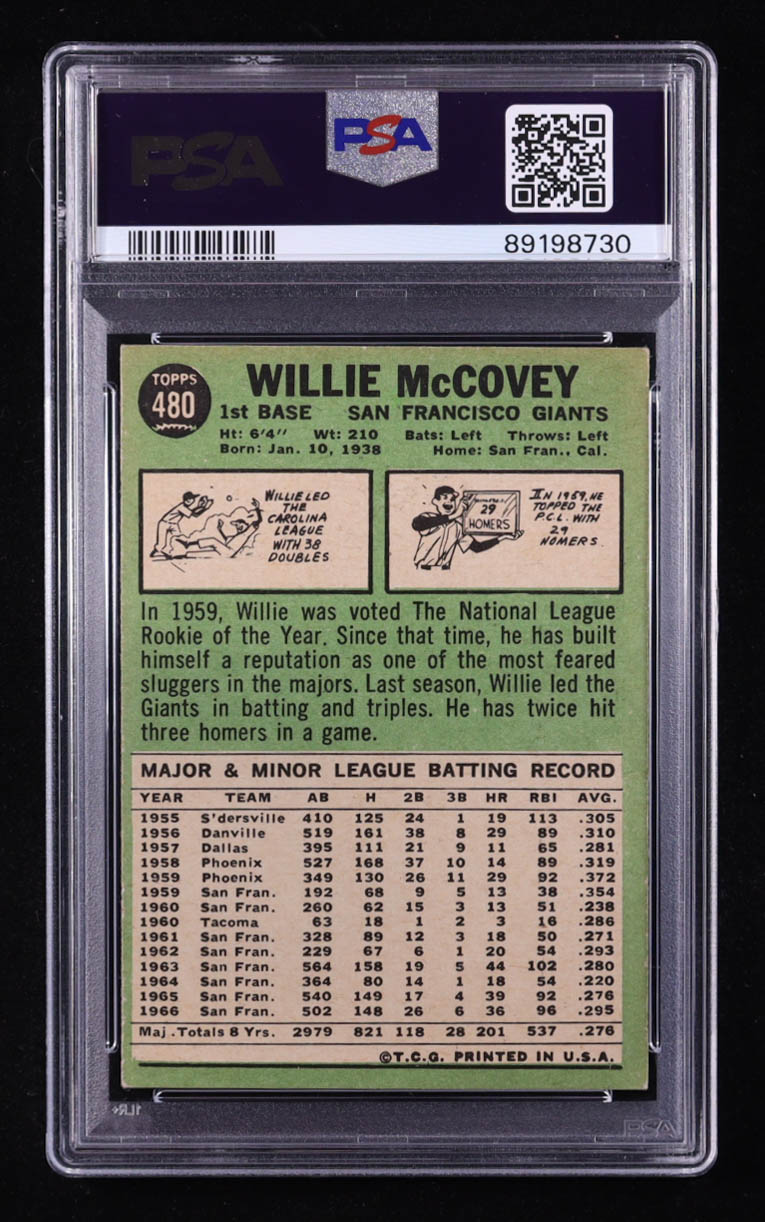 PSA
PSA
89198730
TOPPS
480
WILLIE McCOVEY
1st BASE SAN FRANCISCO GIANTS
Ht: 6'4" Wt: 210 Bats: Left Throws: Left
Born: Jan. 10, 1938 Home: San Fran., Cal.
WILLIE LED
THE
CAROLINA
LEAGUE
WITH 38
DOUBLES
29
HOMERS
IN 1959, HE
TOPPED THE
P.C.L. WITH
29
HOMERS.
In 1959, Willie was voted The National League
Rookie of the Year. Since that time, he has built
himself a reputation as one of the most feared
sluggers in the majors. Last season, Willie led the
Giants in batting and triples. He has twice hit
three homers in a game.
MAJOR & MINOR LEAGUE BATTING RECORD
YEAR TEAM AB H 2B 3B HR RBI AVG.
1955 S'dersville 410 125 24 1 19 113 .305
1956 Danville 519 161 38 8 29 89 .310
1957 Dallas 395 111 21 9 11 65 .281
1958 Phoenix 527 168 37 10 14 89 .319
1959 Phoenix 349 130 26 11 29 92 .372
1959 San Fran. 192 68 9 5 13 38 .354
1960 San Fran. 260 62 15 3 13 51 .238
1960 Tacoma 63 18 1 2 3 16 .286
1961 San Fran. 328 89 12 3 18 50 .271
1962 San Fran. 229 67 6 1 20 54 .293
1963 San Fran. 564 158 19 5 44 102 .280
1964 San Fran. 364 80 14 1 18 54 .220
1965 San Fran. 540 149 17 4 39 92 .276
1966 San Fran. 502 148 26 6 36 96 .295
Maj. Totals 8 Yrs. 2979 821 118 28 201 537 .276
©T.C.G. PRINTED IN U.S.A.
PSA